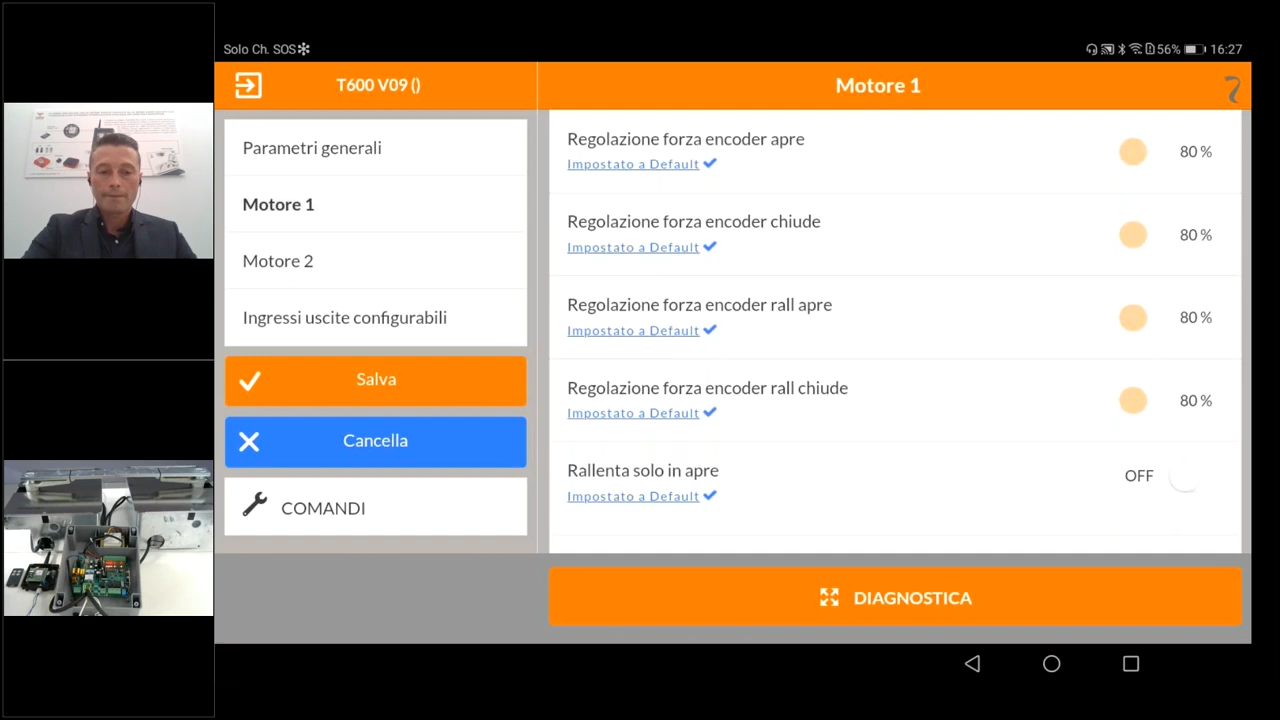 Solo Ch. SOS✻
56% 16:27
T600 V09 ()
Motore 1
Parametri generali
Motore 1
Motore 2
Ingressi uscite configurabili
Salva
Cancella
COMANDI
Regolazione forza encoder apre
Impostato a Default
80 %
Regolazione forza encoder chiude
Impostato a Default
80 %
Regolazione forza encoder rall apre
Impostato a Default
80 %
Regolazione forza encoder rall chiude
Impostato a Default
80 %
Rallenta solo in apre
Impostato a Default
OFF
DIAGNOSTICA